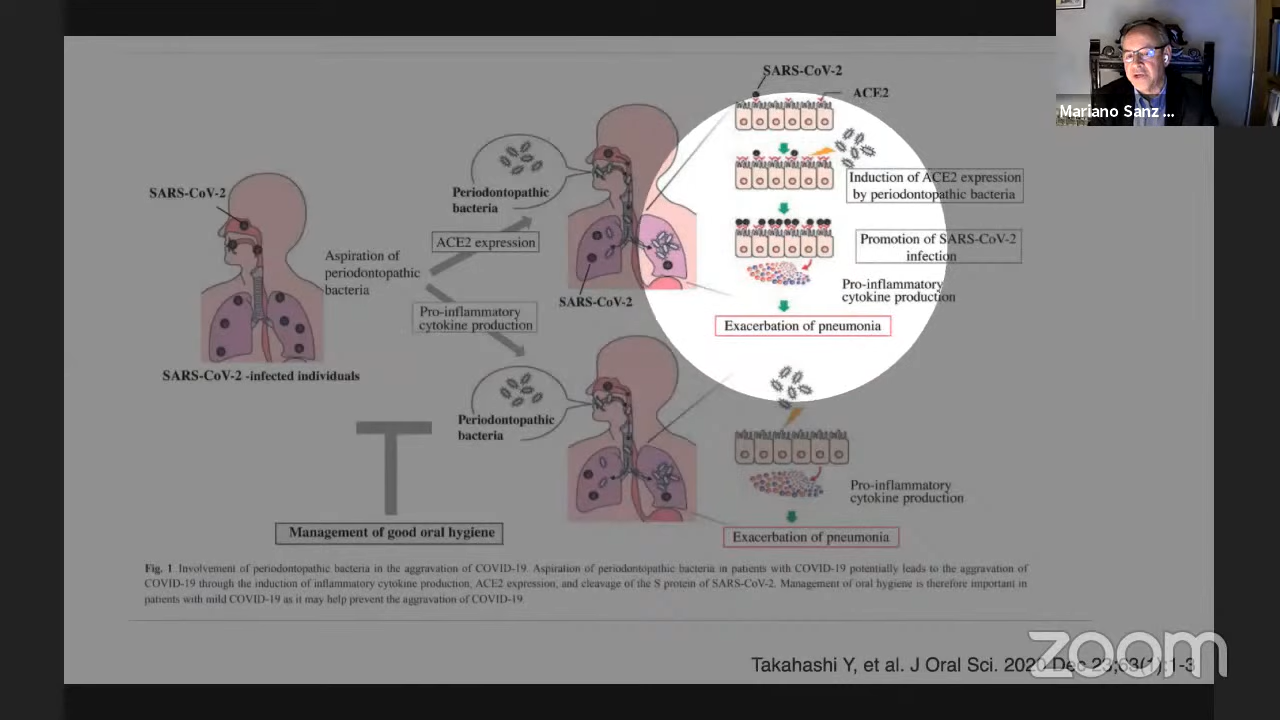 Mariano Sanz ...
SARS-CoV-2
ACE2
Induction of ACE2 expression
by periodontopathic bacteria
Promotion of SARS-CoV-2
infection
Pro-inflammatory
cytokine production
Exacerbation of pneumonia
Periodontopathic
bacteria
SARS-CoV-2
SARS-CoV-2
Aspiration of
periodontopathic
bacteria
ACE2 expression
Pro-inflammatory
cytokine production
SARS-CoV-2 -infected individuals
Periodontopathic
bacteria
Pro-inflammatory
cytokine production
Exacerbation of pneumonia
Management of good oral hygiene
Fig. 1 Involvement of periodontopathic bacteria in the aggravation of COVID-19. Aspiration of periodontopathic bacteria in patients with COVID-19 potentially leads to the aggravation of
COVID-19 through the induction of inflammatory cytokine production, ACE2 expression, and cleavage of the S protein of SARS-CoV-2. Management of oral hygiene is therefore important in
patients with mild COVID-19 as it may help prevent the aggravation of COVID-19.
zoom
Takahashi Y, et al. J Oral Sci. 2020 Dec 23;63(1):1-3